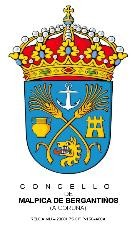 CONCELLO
DE
MALPICA DE BERGANTIÑOS
(A CORUÑA)